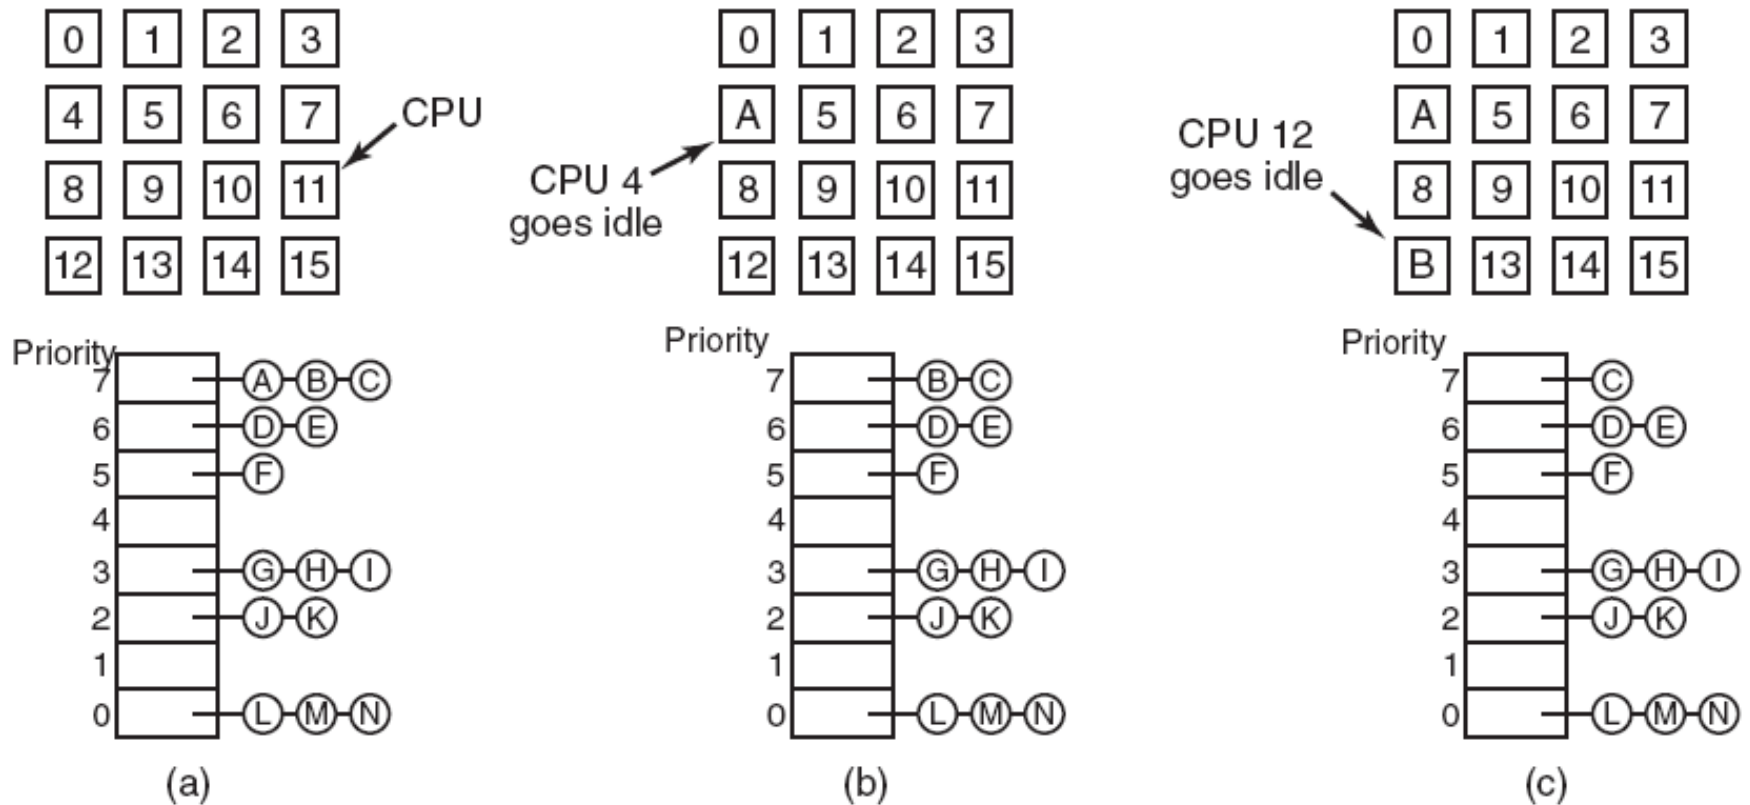 0 1 2 3
4 5 6 7
8 9 10 11
12 13 14 15
CPU
Priority
7 A B C
6 D E
5 F
4
3 G H I
2 J K
1
0 L M N
(a)
0 1 2 3
A 5 6 7
8 9 10 11
12 13 14 15
CPU 4
goes idle
Priority
7 B C
6 D E
5 F
4
3 G H I
2 J K
1
0 L M N
(b)
0 1 2 3
A 5 6 7
8 9 10 11
B 13 14 15
CPU 12
goes idle
Priority
7 C
6 D E
5 F
4
3 G H I
2 J K
1
0 L M N
(c)